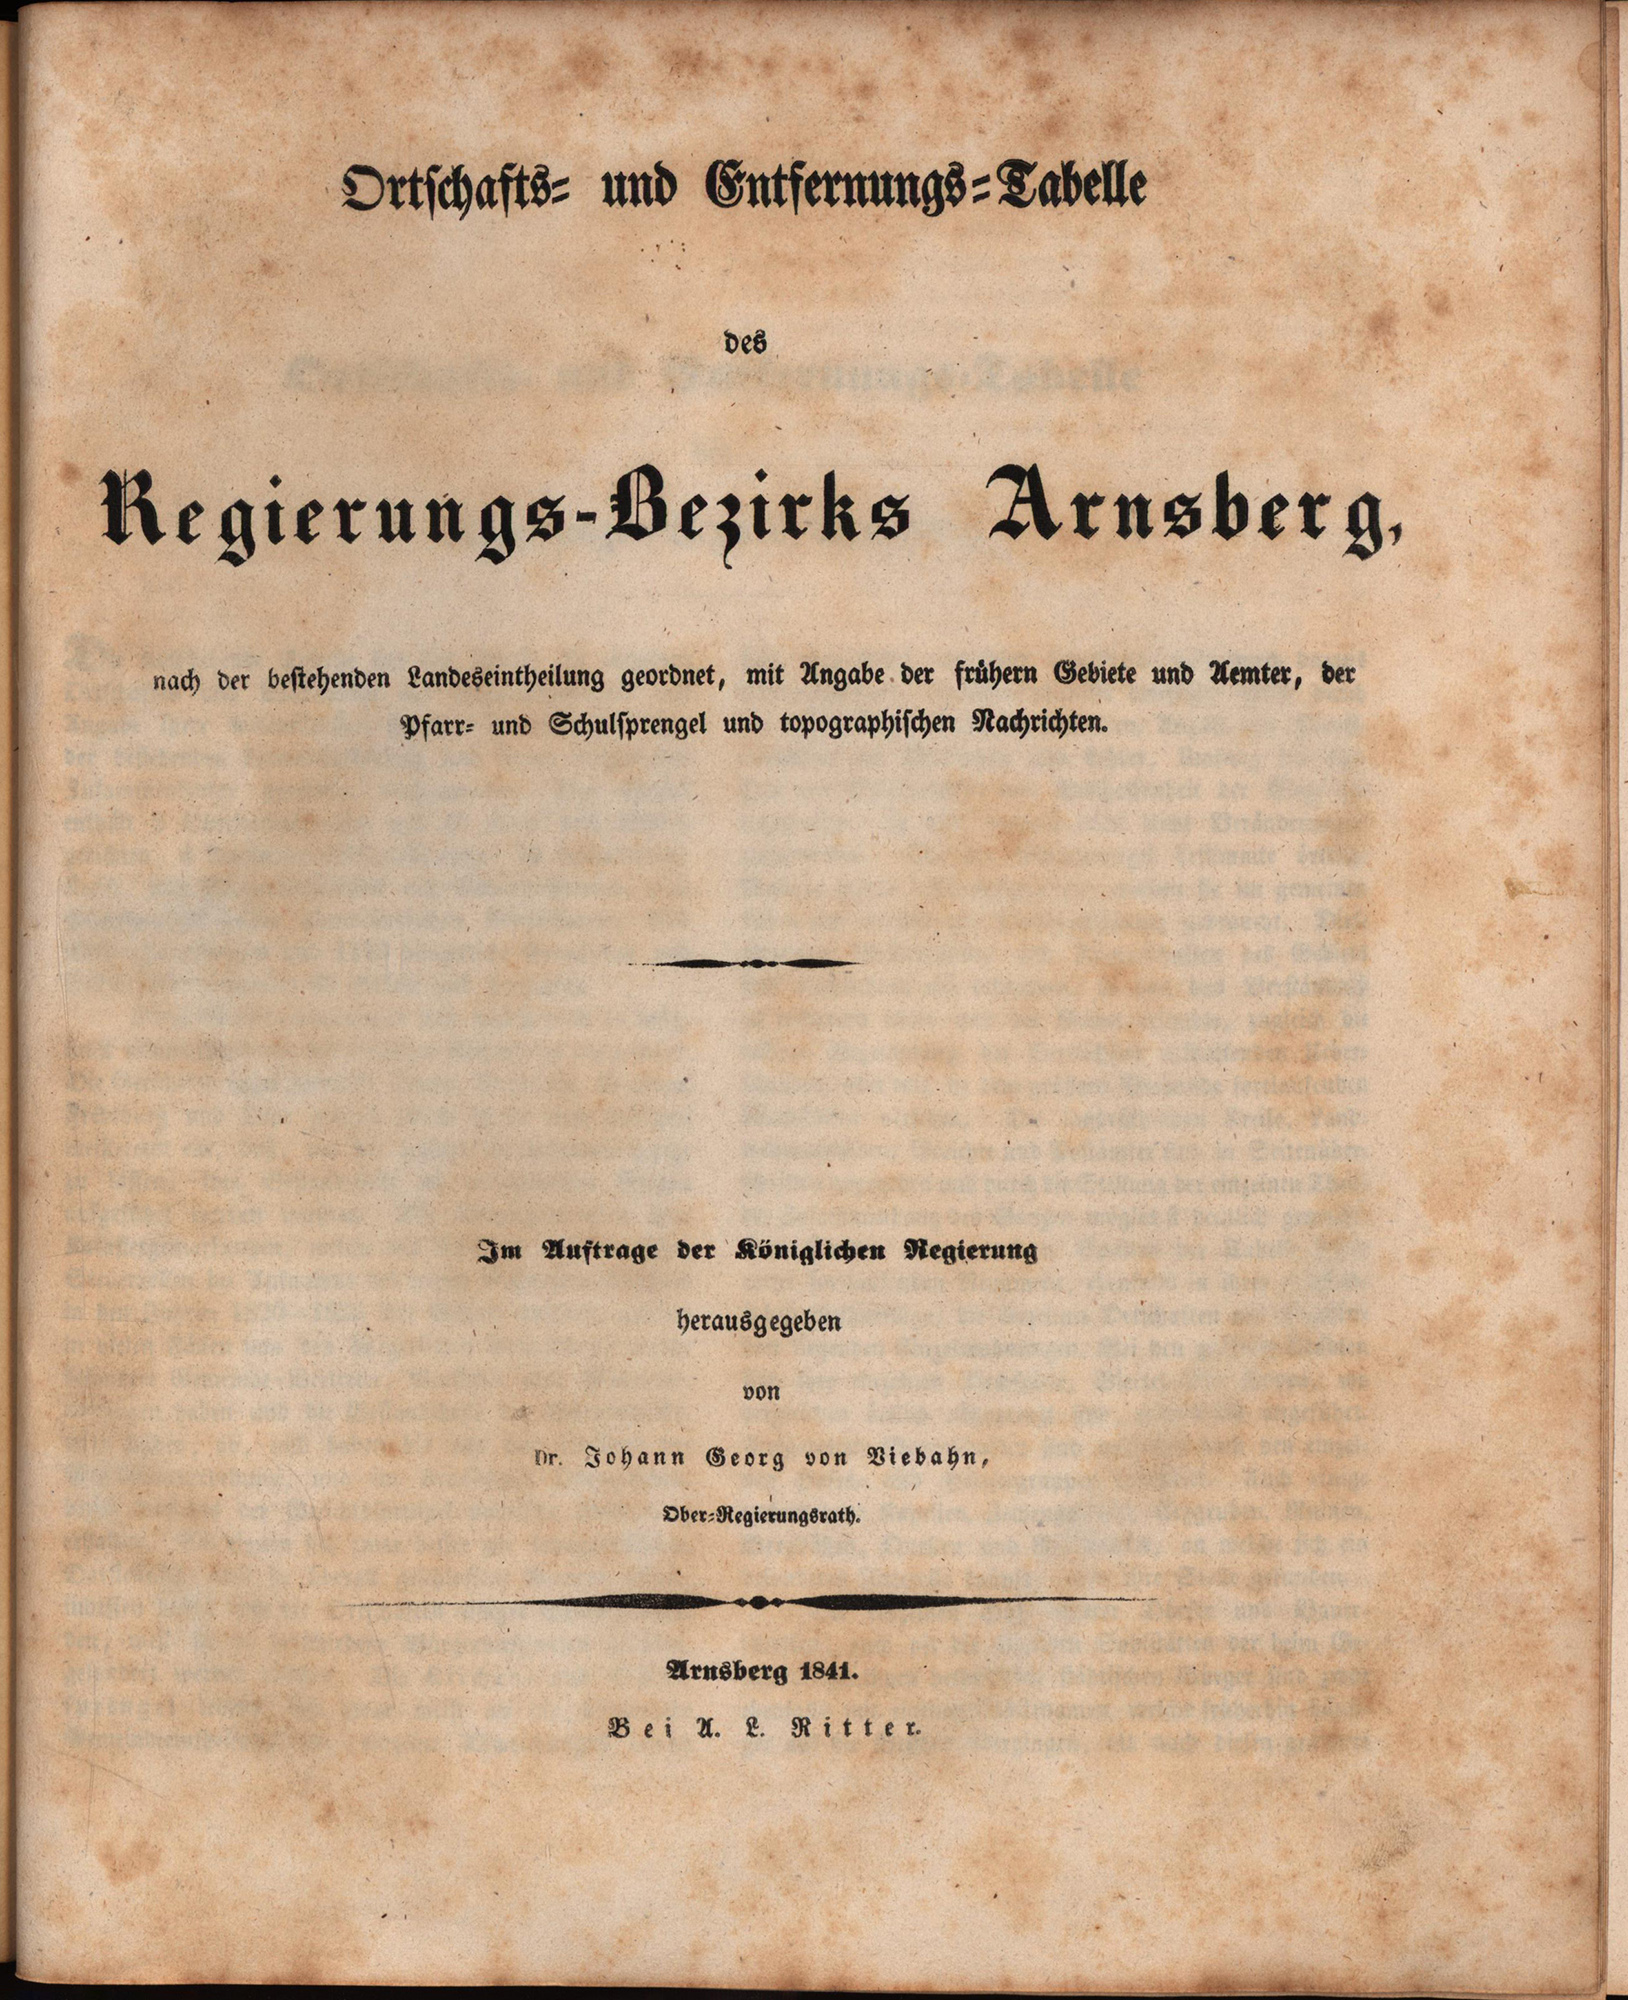 Ortschafts- und Entfernungs-Tabelle
des
Regierungs-Bezirks Arnsberg,
nach der bestehenden Landeseintheilung geordnet, mit Angabe der frühern Gebiete und Aemter, der
Pfarr- und Schulsprengel und topographischen Nachrichten.
Im Auftrage der Königlichen Regierung
herausgegeben
von
Dr. Johann Georg von Viebahn,
Ober-Regierungsrath.
Arnsberg 1841.
Bei A. L. Ritter.